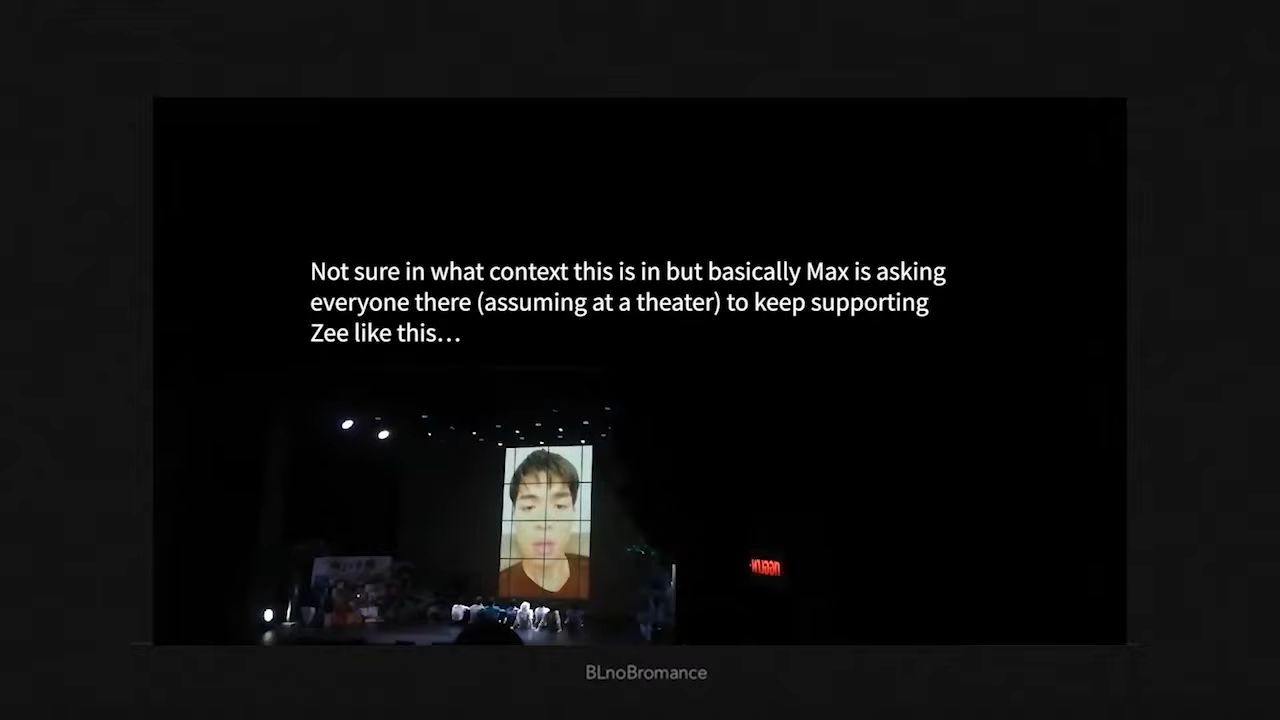 Not sure in what context this is in but basically Max is asking
everyone there (assuming at a theater) to keep supporting
Zee like this…
BLnoBromance